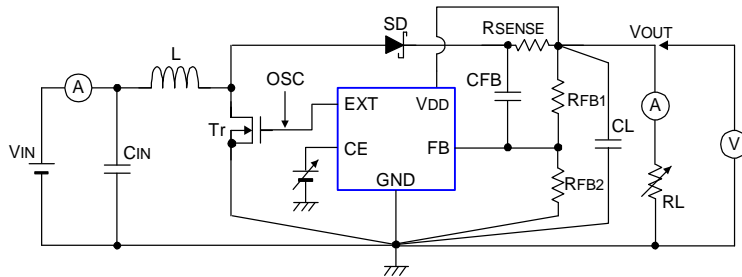 SD
RSENSE
VOUT
L
OSC
CFB
RFB1
A
EXT
VDD
A
CL
Tr
VIN
CIN
CE
FB
V
RFB2
RL
GND